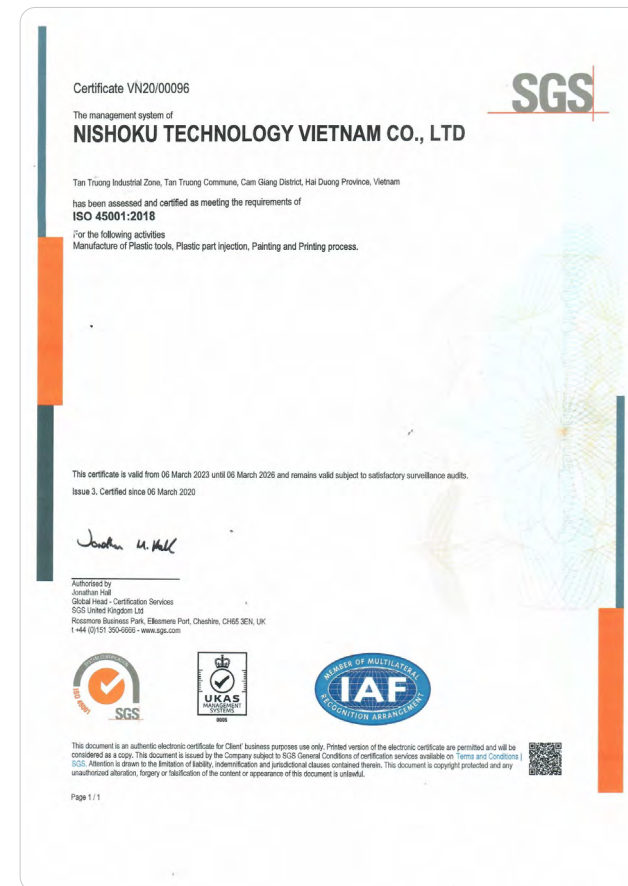 Certificate VN20/00096
SGS
The management system of
NISHOKU TECHNOLOGY VIETNAM CO., LTD
Tan Truong Industrial Zone, Tan Truong Commune, Cam Giang District, Hai Duong Province, Vietnam
has been assessed and certified as meeting the requirements of
ISO 45001:2018
For the following activities
Manufacture of Plastic tools, Plastic part injection, Painting and Printing process.
This certificate is valid from 06 March 2023 until 06 March 2026 and remains valid subject to satisfactory surveillance audits.
Issue 3. Certified since 06 March 2020
Jonathan M. Hall
Authorised by
Jonathan Hall
Global Head - Certification Services
SGS United Kingdom Ltd
Rossmore Business Park, Ellesmere Port, Cheshire, CH65 3EN, UK
t +44 (0)151 350-6666 - www.sgs.com
SYSTEM CERTIFICATION
ISO 45001
SGS
UKAS
MANAGEMENT
SYSTEMS
0005
MEMBER OF MULTILATERAL
IAF
RECOGNITION ARRANGEMENT
This document is an authentic electronic certificate for Client' business purposes use only. Printed version of the electronic certificate are permitted and will be
considered as a copy. This document is issued by the Company subject to SGS General Conditions of certification services available on Terms and Conditions |
SGS. Attention is drawn to the limitation of liability, indemnification and jurisdictional clauses contained therein. This document is copyright protected and any
unauthorized alteration, forgery or falsification of the content or appearance of this document is unlawful.
Page 1 / 1